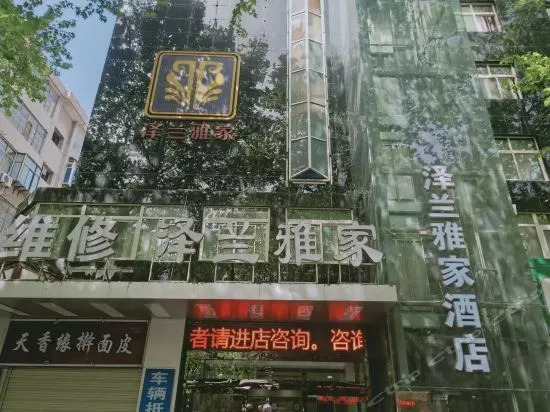 泽兰雅家
维修 泽兰雅家
泽兰雅家酒店
者请进店咨询。咨询
天香缘擀面皮
车辆抵